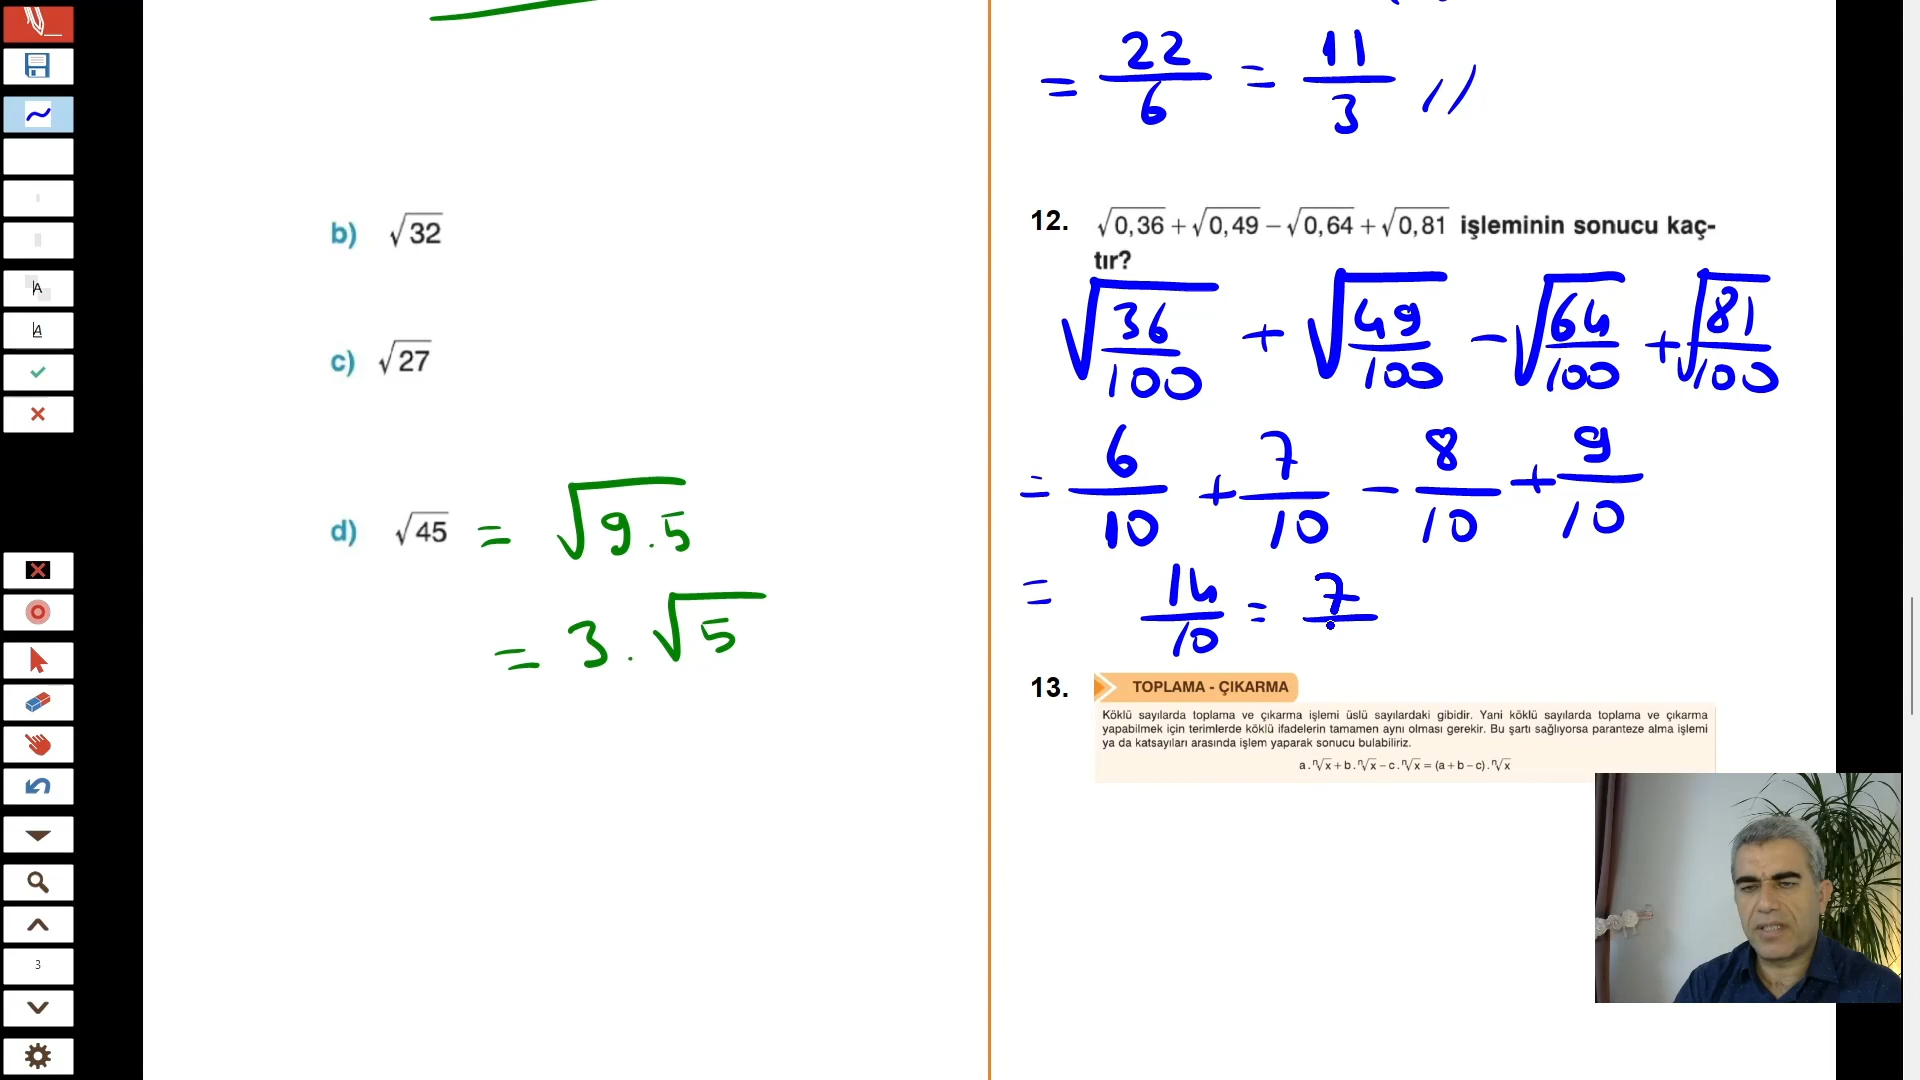 b) √32
c) √27
d) √45 = √9.5
= 3.√5
= 22/6 = 11/3 //
12. √0,36 + √0,49 − √0,64 + √0,81 işleminin sonucu kaç-
tır?
√36/100 + √49/100 − √64/100 + √81/100
= 6/10 + 7/10 − 8/10 + 9/10
= 14/10 = 7
13. TOPLAMA - ÇIKARMA
Köklü sayılarda toplama ve çıkarma işlemi üslü sayılardaki gibidir. Yani köklü sayılarda toplama ve çıkarma
yapabilmek için terimlerde köklü ifadelerin tamamen aynı olması gerekir. Bu şartı sağlıyorsa paranteze alma işlemi
ya da katsayıları arasında işlem yaparak sonucu bulabiliriz.
a.ⁿ√x + b.ⁿ√x − c.ⁿ√x = (a + b − c).ⁿ√x
A
A
3